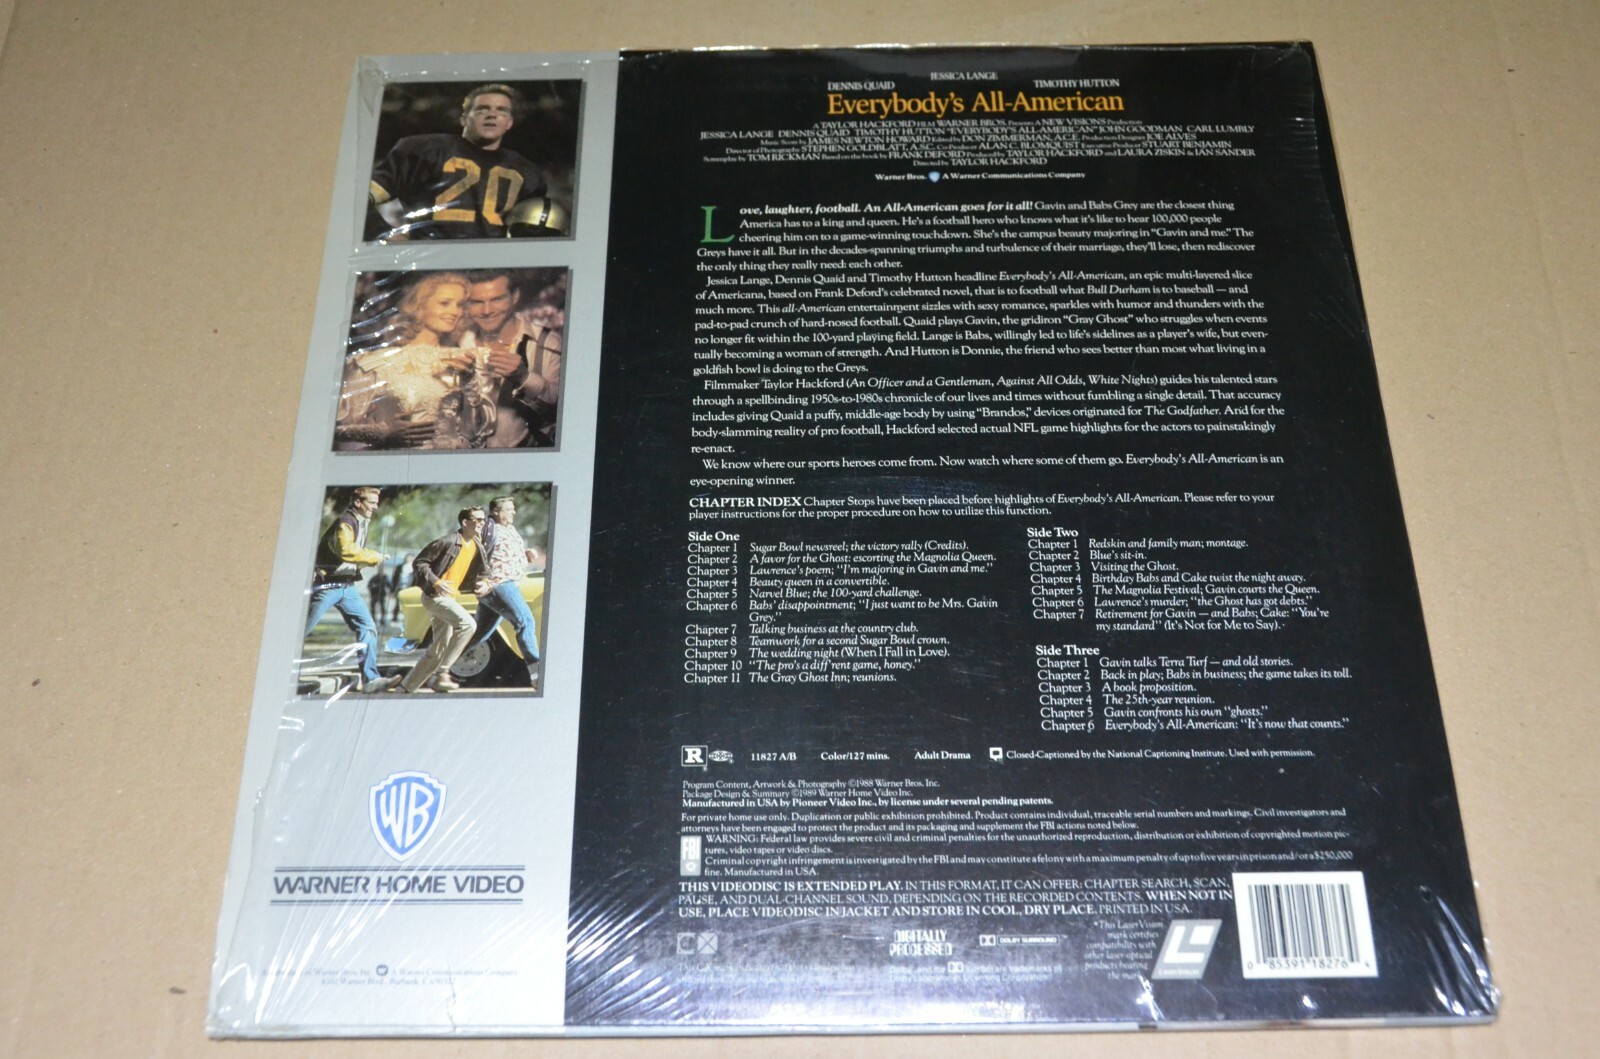 JESSICA LANGE
DENNIS QUAID TIMOTHY HUTTON
Everybody's All-American
A TAYLOR HACKFORD FILM WARNER BROS. Presents A NEW VISIONS Production
JESSICA LANGE DENNIS QUAID TIMOTHY HUTTON "EVERYBODY'S ALL-AMERICAN" JOHN GOODMAN CARL LUMBLY
Music Score by JAMES NEWTON HOWARD Edited by DON ZIMMERMAN, A.C.E. Production Designer JOE ALVES
Director of Photography STEPHEN GOLDBLATT, A.S.C. Co-Producer ALAN C. BLOMQUIST Executive Producer STUART BENJAMIN
Screenplay by TOM RICKMAN Based on the book by FRANK DEFORD Produced by TAYLOR HACKFORD and LAURA ZISKIN & IAN SANDER
Directed by TAYLOR HACKFORD
Warner Bros. A Warner Communications Company
Love, laughter, football. An All-American goes for it all! Gavin and Babs Grey are the closest thing
America has to a king and queen. He's a football hero who knows what it's like to hear 100,000 people
cheering him on to a game-winning touchdown. She's the campus beauty majoring in "Gavin and me." The
Greys have it all. But in the decades-spanning triumphs and turbulence of their marriage, they'll lose, then rediscover
the only thing they really need: each other.
Jessica Lange, Dennis Quaid and Timothy Hutton headline Everybody's All-American, an epic multi-layered slice
of Americana, based on Frank Deford's celebrated novel, that is to football what Bull Durham is to baseball — and
much more. This all-American entertainment sizzles with sexy romance, sparkles with humor and thunders with the
pad-to-pad crunch of hard-nosed football. Quaid plays Gavin, the gridiron "Gray Ghost" who struggles when events
no longer fit within the 100-yard playing field. Lange is Babs, willingly led to life's sidelines as a player's wife, but even-
tually becoming a woman of strength. And Hutton is Donnie, the friend who sees better than most what living in a
goldfish bowl is doing to the Greys.
Filmmaker Taylor Hackford (An Officer and a Gentleman, Against All Odds, White Nights) guides his talented stars
through a spellbinding 1950s-to-1980s chronicle of our lives and times without fumbling a single detail. That accuracy
includes giving Quaid a puffy, middle-age body by using "Brandos," devices originated for The Godfather. And for the
body-slamming reality of pro football, Hackford selected actual NFL game highlights for the actors to painstakingly
re-enact.
We know where our sports heroes come from. Now watch where some of them go. Everybody's All-American is an
eye-opening winner.
CHAPTER INDEX Chapter Stops have been placed before highlights of Everybody's All-American. Please refer to your
player instructions for the proper procedure on how to utilize this function.
Side One
Chapter 1 Sugar Bowl newsreel; the victory rally (Credits).
Chapter 2 A favor for the Ghost: escorting the Magnolia Queen.
Chapter 3 Lawrence's poem; "I'm majoring in Gavin and me."
Chapter 4 Beauty queen in a convertible.
Chapter 5 Narvel Blue; the 100-yard challenge.
Chapter 6 Babs' disappointment; "I just want to be Mrs. Gavin
Grey."
Chapter 7 Talking business at the country club.
Chapter 8 Teamwork for a second Sugar Bowl crown.
Chapter 9 The wedding night (When I Fall in Love).
Chapter 10 "The pro's a diff'rent game, honey."
Chapter 11 The Gray Ghost Inn; reunions.
Side Two
Chapter 1 Redskin and family man; montage.
Chapter 2 Blue's sit-in.
Chapter 3 Visiting the Ghost.
Chapter 4 Birthday Babs and Cake twist the night away.
Chapter 5 The Magnolia Festival; Gavin courts the Queen.
Chapter 6 Lawrence's murder; "the Ghost has got debts."
Chapter 7 Retirement for Gavin — and Babs; Cake: "You're
my standard" (It's Not for Me to Say).
Side Three
Chapter 1 Gavin talks Terra Turf — and old stories.
Chapter 2 Back in play; Babs in business; the game takes its toll.
Chapter 3 A book proposition.
Chapter 4 The 25th-year reunion.
Chapter 5 Gavin confronts his own "ghosts."
Chapter 6 Everybody's All-American: "It's now that counts."
R 11827 A/B Color/127 mins. Adult Drama Closed-Captioned by the National Captioning Institute. Used with permission.
Program Content, Artwork & Photography ©1988 Warner Bros. Inc.
Package Design & Summary ©1989 Warner Home Video Inc.
Manufactured in USA by Pioneer Video Inc., by license under several pending patents.
For private home use only. Duplication or public exhibition prohibited. Product contains individual, traceable serial numbers and markings. Civil investigators and
attorneys have been engaged to protect the product and its packaging and supplement the FBI actions noted below.
FBI WARNING: Federal law provides severe civil and criminal penalties for the unauthorized reproduction, distribution or exhibition of copyrighted motion pic-
tures, video tapes or video discs.
Criminal copyright infringement is investigated by the FBI and may constitute a felony with a maximum penalty of up to five years in prison and/or a $250,000
fine. Manufactured in USA.
THIS VIDEODISC IS EXTENDED PLAY. IN THIS FORMAT, IT CAN OFFER: CHAPTER SEARCH, SCAN,
PAUSE, AND DUAL-CHANNEL SOUND, DEPENDING ON THE RECORDED CONTENTS. WHEN NOT IN
USE, PLACE VIDEODISC IN JACKET AND STORE IN COOL, DRY PLACE. PRINTED IN USA.
CX DIGITALLY PROCESSED DOLBY SURROUND
*This LaserVision
mark certifies
compatibility with
other laser optical
products bearing
the mark.
0 85391 18276 4
20
WB
WARNER HOME VIDEO
A Warner Communications Company